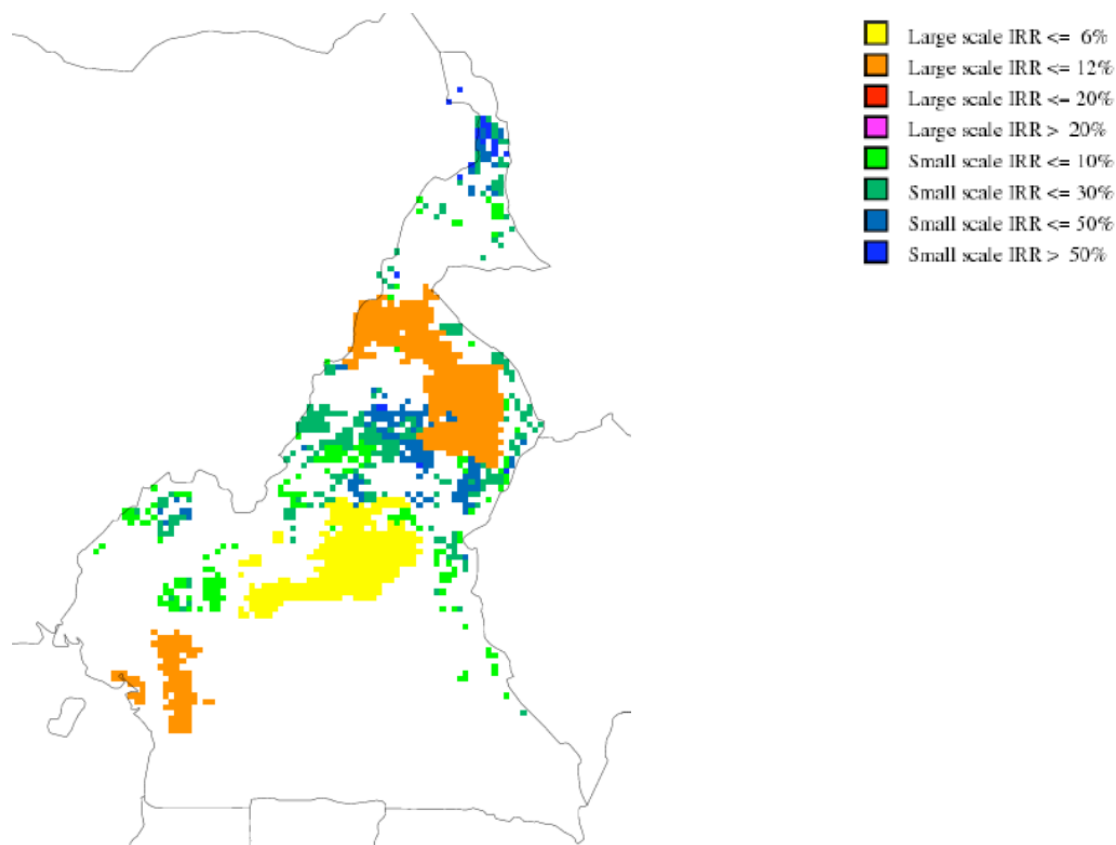 Large scale IRR <= 6%
Large scale IRR <= 12%
Large scale IRR <= 20%
Large scale IRR > 20%
Small scale IRR <= 10%
Small scale IRR <= 30%
Small scale IRR <= 50%
Small scale IRR > 50%